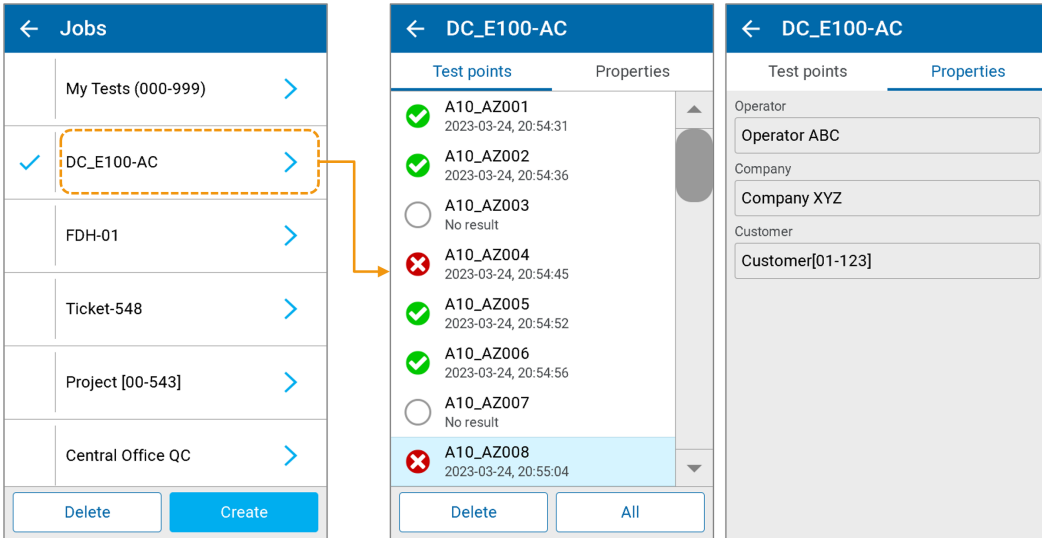 Jobs
My Tests (000-999)
DC_E100-AC
FDH-01
Ticket-548
Project [00-543]
Central Office QC
Delete
Create
DC_E100-AC
Test points
Properties
A10_AZ001
2023-03-24, 20:54:31
A10_AZ002
2023-03-24, 20:54:36
A10_AZ003
No result
A10_AZ004
2023-03-24, 20:54:45
A10_AZ005
2023-03-24, 20:54:52
A10_AZ006
2023-03-24, 20:54:56
A10_AZ007
No result
A10_AZ008
2023-03-24, 20:55:04
Delete
All
DC_E100-AC
Test points
Properties
Operator
Operator ABC
Company
Company XYZ
Customer
Customer[01-123]